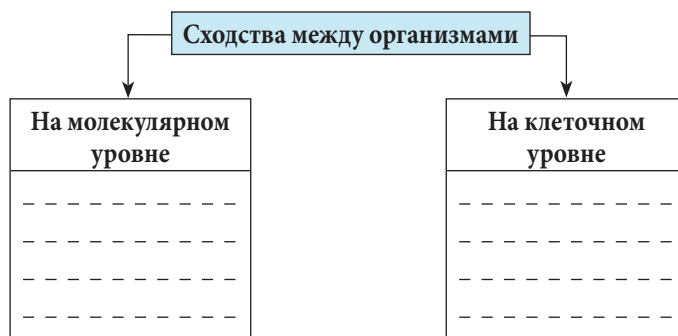 Сходства между организмами
На молекулярном
уровне
На клеточном
уровне